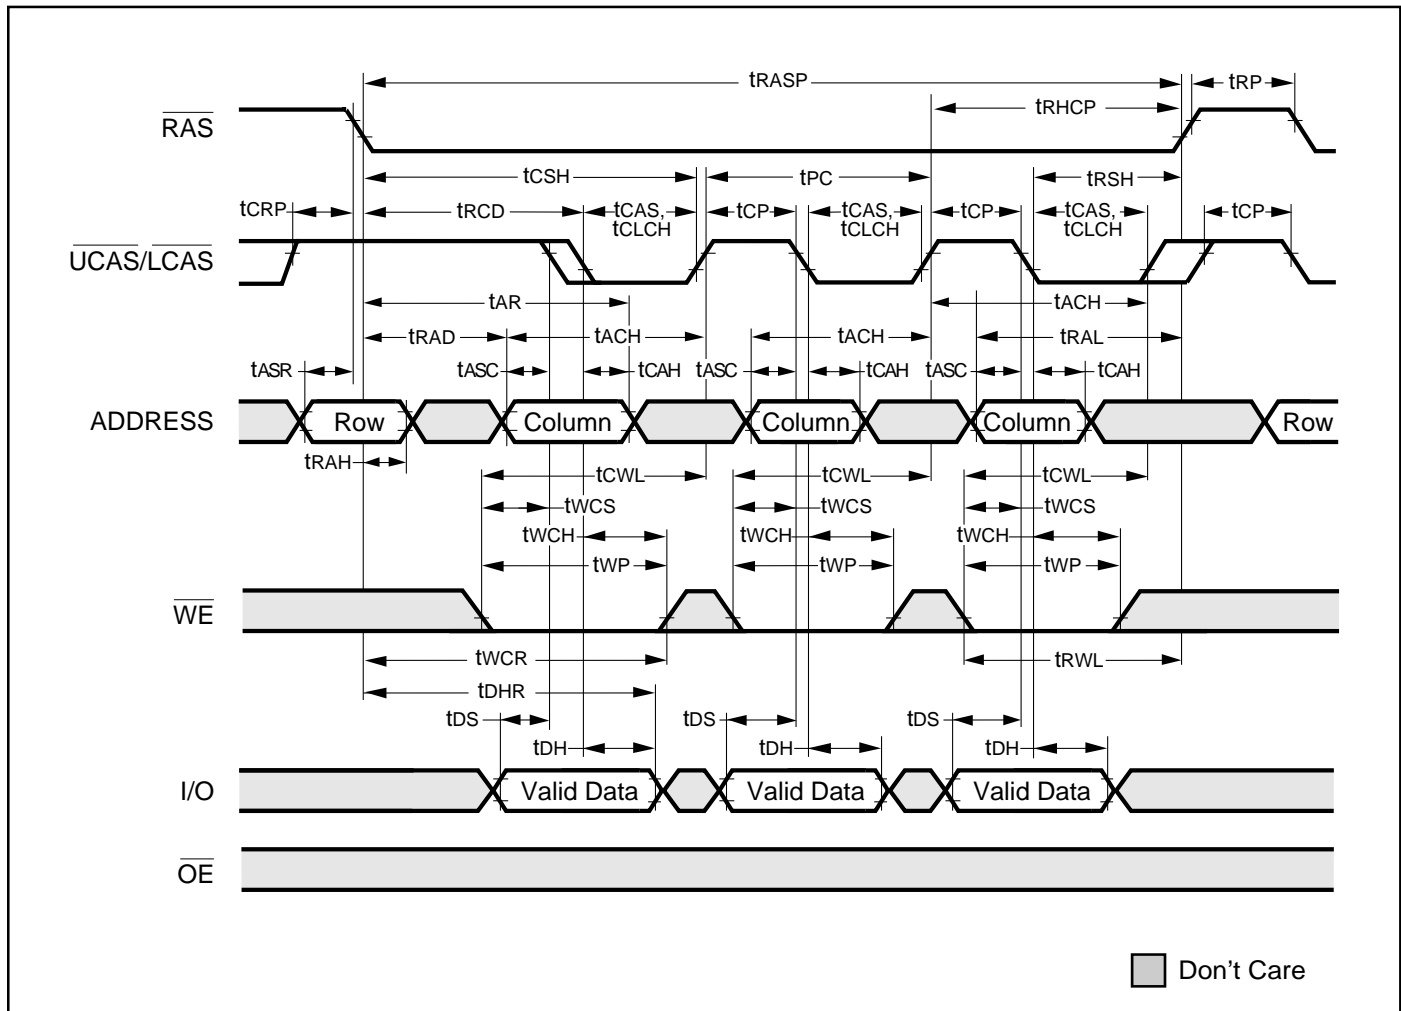 tRASP
tRP
tRHCP
RAS
tCSH
tPC
tRSH
tCRP
tRCD
tCAS,
tCLCH
tCP
tCAS,
tCLCH
tCP
tCAS,
tCLCH
tCP
UCAS/LCAS
tAR
tACH
tRAD
tACH
tACH
tRAL
tASR
tASC
tCAH
tASC
tCAH
tASC
tCAH
ADDRESS
Row
Column
Column
Column
Row
tRAH
tCWL
tCWL
tCWL
tWCS
tWCS
tWCS
tWCH
tWCH
tWCH
tWP
tWP
tWP
WE
tWCR
tRWL
tDHR
tDS
tDS
tDS
tDH
tDH
tDH
I/O
Valid Data
Valid Data
Valid Data
OE
Don't Care